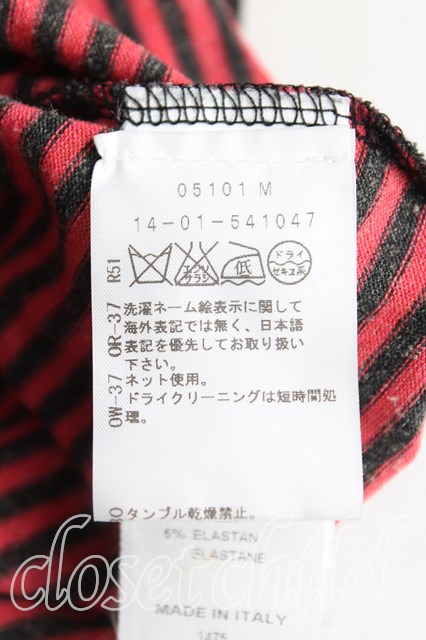 05101 M
14-01-541047
R51
エンソ
サラシ
低
ドライ
セキユ系
OR-37
洗濯ネーム絵表示に関して
海外表記では無く、日本語
表記を優先してお取り扱い
下さい。
OW-37
ネット使用。
ドライクリーニングは短時間処
理。
タンブル乾燥禁止。
5% ELASTAN
ELASTANE
closetchild
MADE IN ITALY
1475